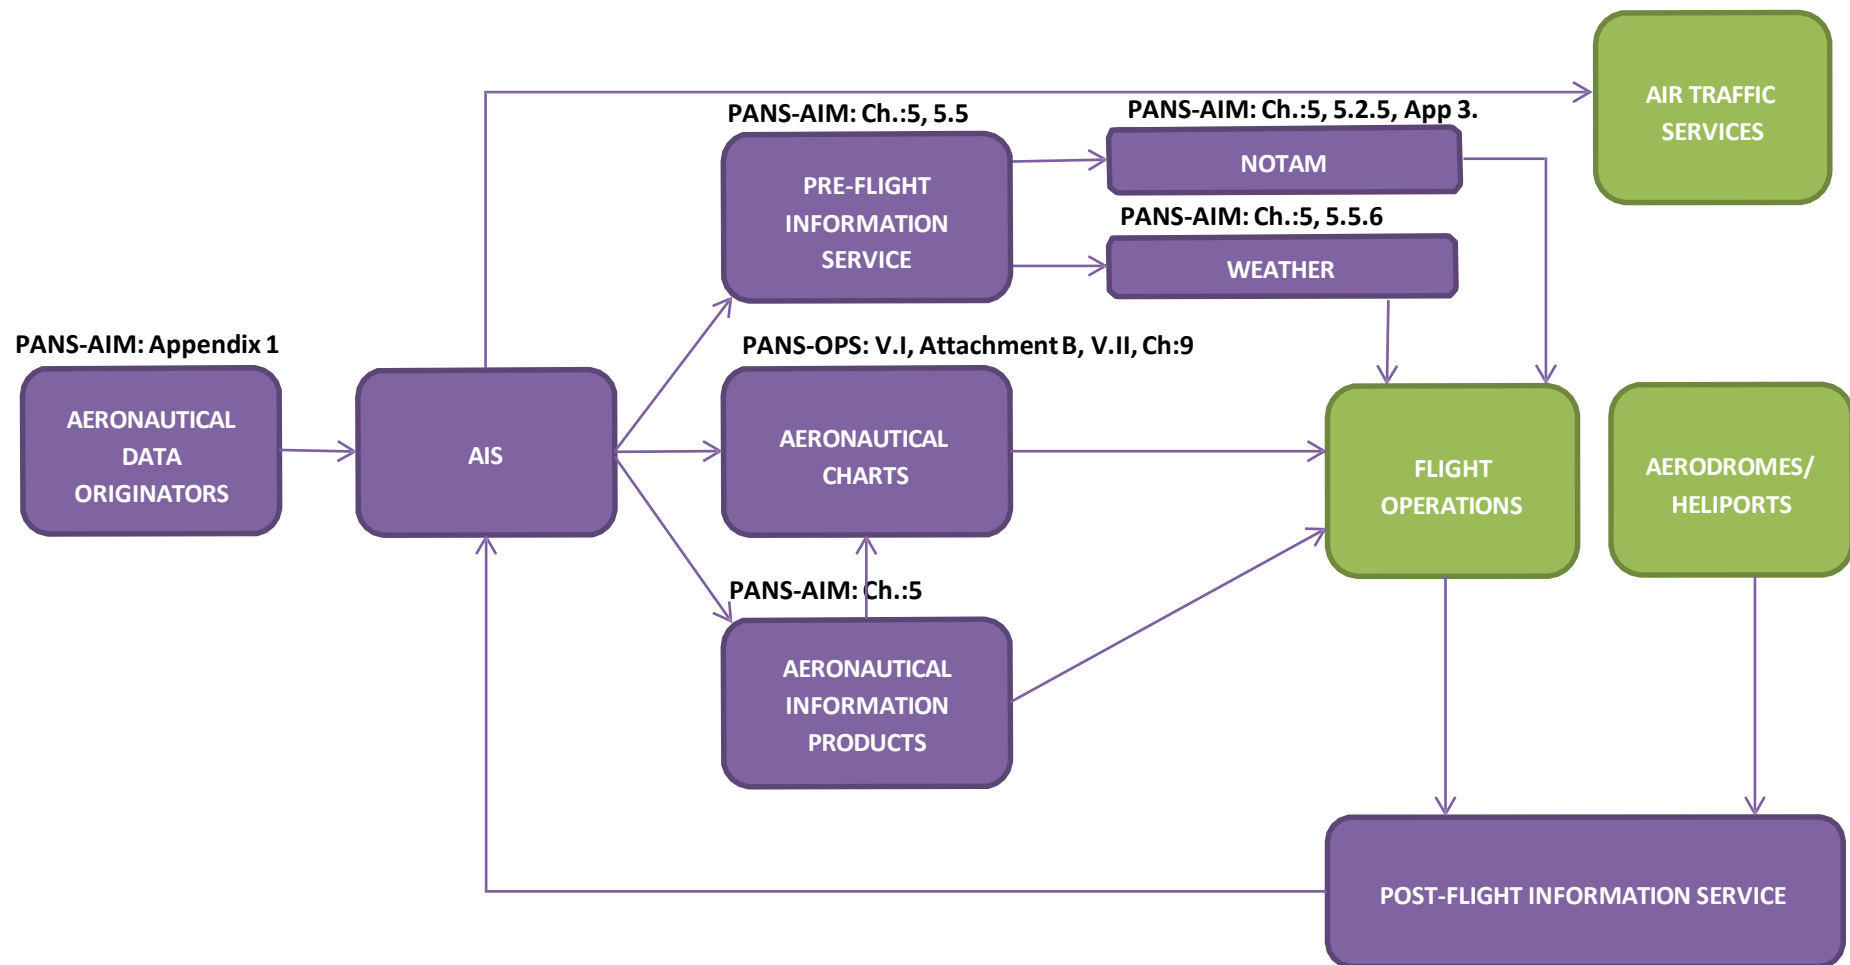 AIR TRAFFIC
SERVICES
PANS-AIM: Ch.:5, 5.5
PANS-AIM: Ch.:5, 5.2.5, App 3.
PRE-FLIGHT
INFORMATION
SERVICE
NOTAM
PANS-AIM: Ch.:5, 5.5.6
WEATHER
PANS-AIM: Appendix 1
PANS-OPS: V.I, Attachment B, V.II, Ch:9
AERONAUTICAL
DATA
ORIGINATORS
AIS
AERONAUTICAL
CHARTS
FLIGHT
OPERATIONS
AERODROMES/
HELIPORTS
PANS-AIM: Ch.:5
AERONAUTICAL
INFORMATION
PRODUCTS
POST-FLIGHT INFORMATION SERVICE